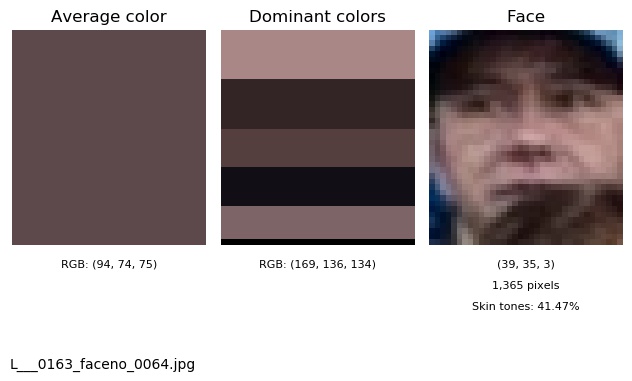 Average color
Dominant colors
Face
RGB: (94, 74, 75)
RGB: (169, 136, 134)
(39, 35, 3)
1,365 pixels
Skin tones: 41.47%
L___0163_faceno_0064.jpg